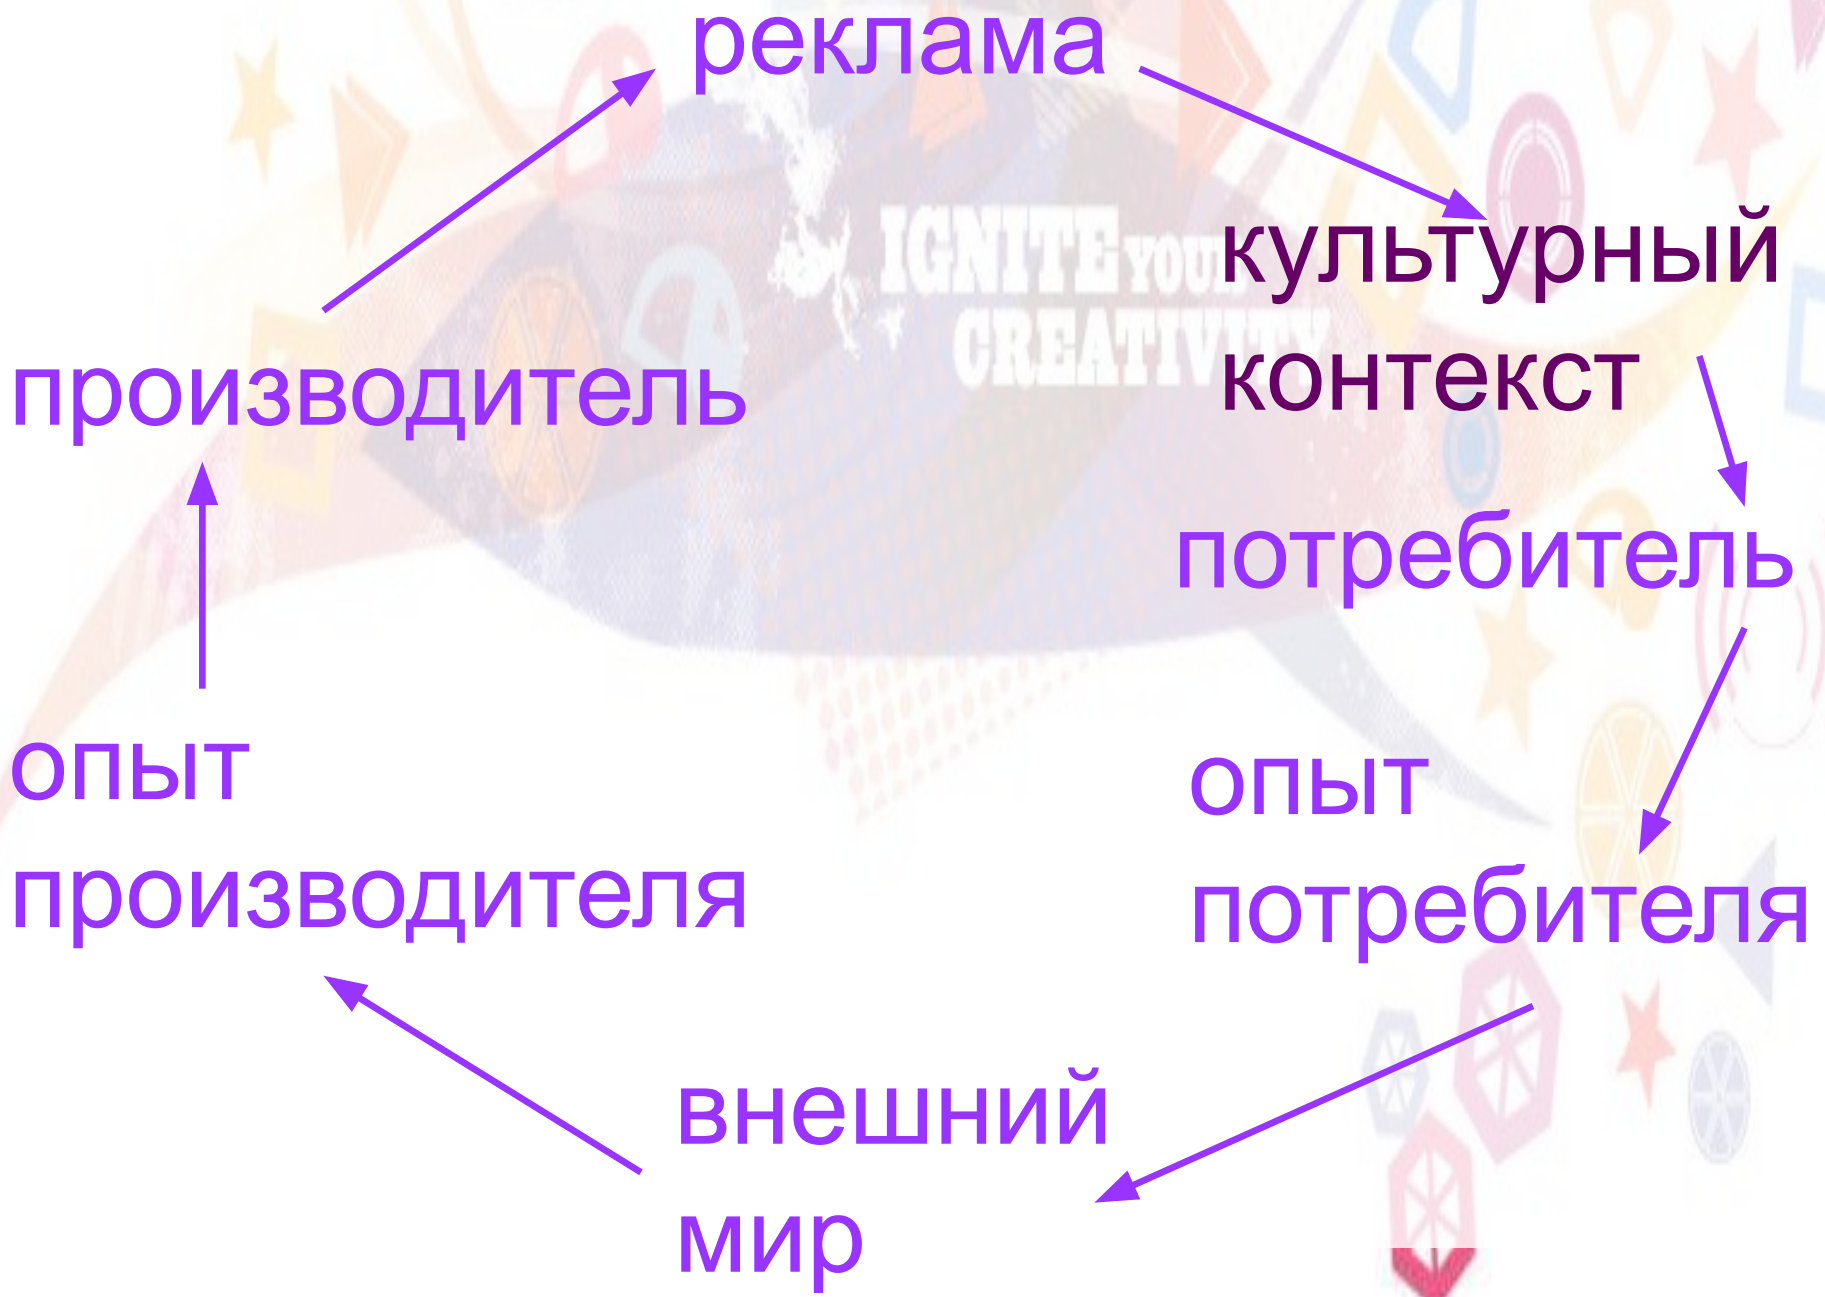 реклама
IGNITE YOUR
CREATIVITY
культурный
контекст
производитель
потребитель
опыт
производителя
опыт
потребителя
внешний
мир